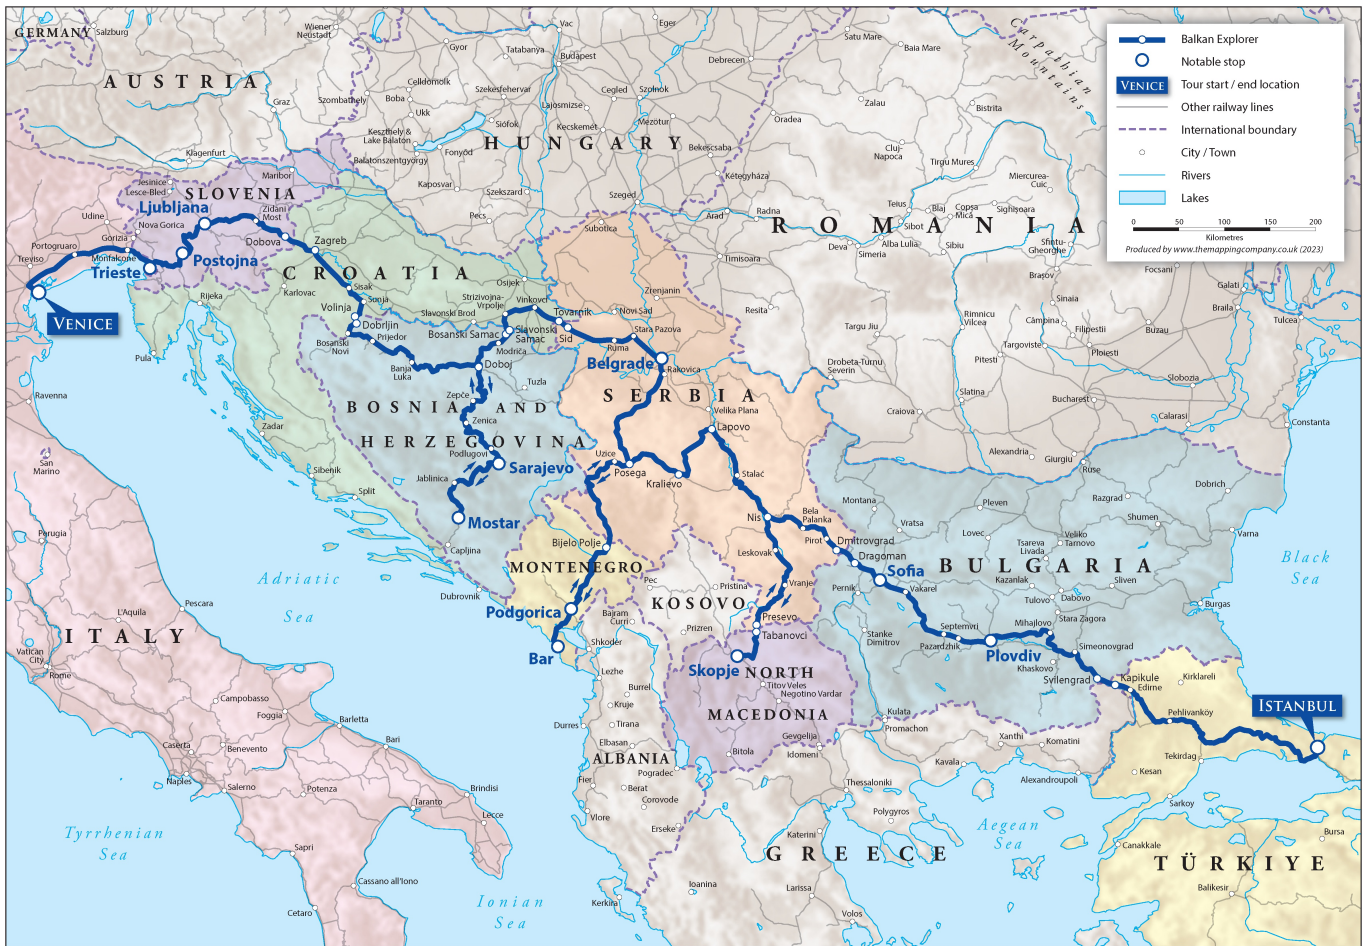 GERMANY
Salzburg
Wiener
Neustadt
Vac
Eger
Satu Mare
Baia Mare
Carpathian
Mountains
Gyor
Tatabanya
Budapest
Debrecen
AUSTRIA
Celldomolk
Szombathely
Boba
Ukk
Szekesfehervar
Lajosmizse
Cegled
Szolnok
Zalau
Bistrita
Graz
Keszthely &
Lake Balaton
Siófok
Kecskemét
Mezotur
Oradea
Balatonszentgyörgy
Fonyód
HUNGARY
Bekescsaba
Cluj-
Napoca
Tirgu Mures
Klagenfurt
Maribor
Kaposvar
Szekszard
Kétegyháza
Miercurea-
Cuic
Jesinice
Lesce-Bled
SLOVENIA
Szeged
Ljubljana
Zidani
Most
Pecs
Arad
Radna
Teius
Blaj
Copsa
Mică
Sighișoara
Udine
Nova Gorica
Subotica
ROMANIA
Sibot
Gorizia
Dobova
Zagreb
Deva
Simeria
Alba Lulia
Sibiu
Sfintu-
Gheorghe
Portogruaro
Treviso
Monfalcone
Trieste
Postojna
CROATIA
Timisoara
Brașov
Focsani
Rijeka
Karlovac
Sisak
Sunja
Osijek
Strizivojna-
Vrpolje
Vinkovci
Zrenjanin
Galati
Braila
VENICE
Volinja
Slavonski Brod
Tovarnik
Novi Sad
Resita
Sinaia
Tulcea
Dobrljin
Prijedor
Bosanski
Novi
Bosanski Samac
Slavonski
Samac
Sid
Stara Pazova
Ruma
Targu Jiu
Rimnicu
Vilcea
Câmpina
Filipestii
Buzau
Pula
Modriča
Targoviste
Ploiesti
Banja
Luka
Doboj
Belgrade
Rakovica
Drobeta-Turnu
Severin
Pitesti
Tuzla
Slobozia
Ravenna
Zepče
SERBIA
Slatina
Bucharest
BOSNIA AND
HERZEGOVINA
Velika Plana
Craiova
Calarasi
Zadar
Zenica
Lapovo
Constanta
San
Marino
Podlugovi
Uzice
Alexandria
Giurgiu
Sarajevo
Posega
Ruse
Sibenik
Jablinica
Kraljevo
Stalać
Dobrich
Split
Montana
Pleven
Razgrad
Mostar
Nis
Bela
Palanka
Vratsa
Shumen
Perugia
Pirot
Dmitrovgrad
Lovec
Tsareva
Livada
Veliko
Tarnovo
Varna
Capljina
Bijelo Polje
Leskovak
Dragoman
Black
Sea
MONTENEGRO
Sofia
BULGARIA
Adriatic
Sea
Dubrovnik
Pec
Pristina
Vranje
Pernik
Vakarel
Kazanlak
Sliven
Tulovo
Dabovo
Pescara
L'Aquila
Podgorica
KOSOVO
Burgas
Bajram
Curri
Presevo
Septemvri
Mihajlovo
Stara Zagora
ITALY
Prizren
Tabanovci
Stanke
Dimitrov
Pazardzhik
Plovdiv
Simeonovgrad
Vatican
City
Rome
Bar
Shkoder
Skopje
Khaskovo
Lezhe
NORTH
MACEDONIA
Svilengrad
Kapikule
Edirne
Kirklareli
Campobasso
Burrel
Titov Veles
Negotino Vardar
Foggia
Kruje
Kulata
Promachon
Pehlivanköy
ISTANBUL
Barletta
Durres
Tirana
Gevgelija
Idomeni
Xanthi
Komatini
Caserta
Benevento
Bari
Elbasan
Bitola
ALBANIA
Kavala
Tekirdag
Naples
Salerno
Pogradec
Thessaloniki
Alexandroupoli
Kesan
Potenza
Brindisi
Fier
Berat
Taranto
Corovode
Sarkoy
Lecce
Vlore
Erseke
Polygyros
Tyrrhenian
Sea
Katerini
Aegean
Sea
Bursa
Sapri
GREECE
Canakkale
TÜRKIYE
Cassano all'Iono
Ioanina
Larissa
Balikesir
Ionian
Sea
Kerkira
Cetaro
Volos
Balkan Explorer
Notable stop
VENICE
Tour start / end location
Other railway lines
International boundary
City / Town
Rivers
Lakes
0 50 100 150 200
Kilometres
Produced by www.themappingcompany.co.uk (2023)